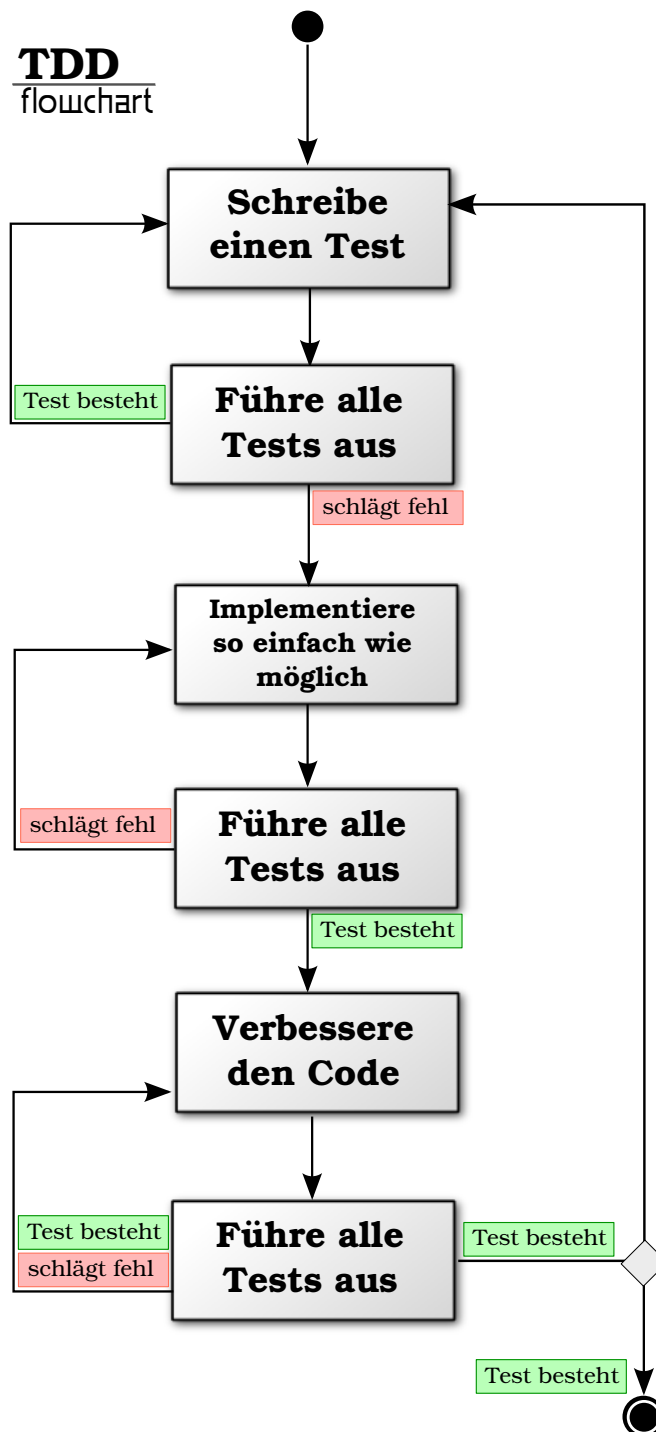 TDD
flowchart
Schreibe
einen Test
Test besteht
Führe alle
Tests aus
schlägt fehl
Implementiere
so einfach wie
möglich
schlägt fehl
Führe alle
Tests aus
Test besteht
Verbessere
den Code
Test besteht
schlägt fehl
Führe alle
Tests aus
Test besteht
Test besteht